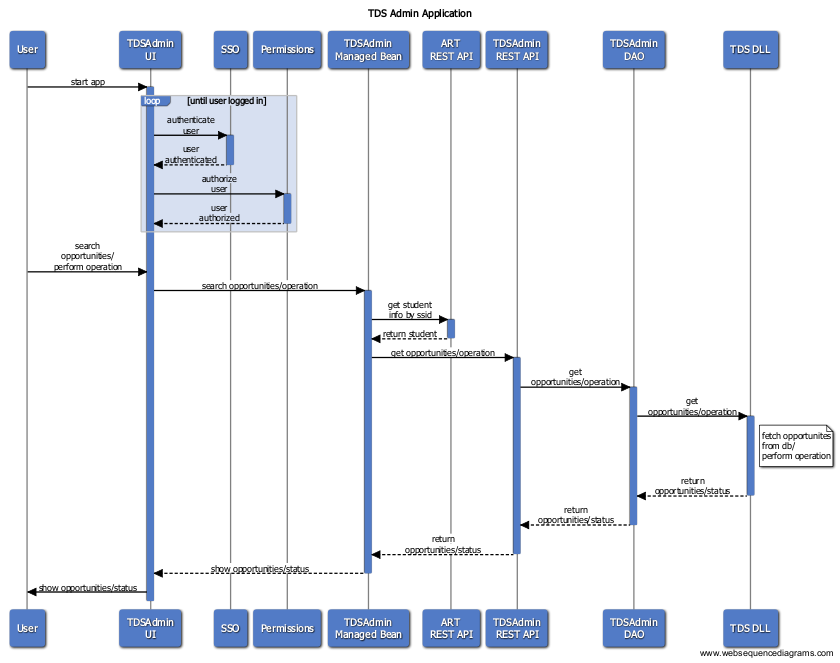 TDS Admin Application
User
TDSAdmin
UI
SSO
Permissions
TDSAdmin
Managed Bean
ART
REST API
TDSAdmin
REST API
TDSAdmin
DAO
TDS DLL
start app
loop
[until user logged in]
authenticate
user
user
authenticated
authorize
user
user
authorized
search
opportunities/
perform operation
search opportunities/operation
get student
info by ssid
return student
get opportunities/operation
get
opportunities/operation
get
opportunities/operation
fetch opportunites
from db/
perform operation
return
opportunities/status
return
opportunities/status
return
opportunities/status
show opportunities/status
show opportunities/status
User
TDSAdmin
UI
SSO
Permissions
TDSAdmin
Managed Bean
ART
REST API
TDSAdmin
REST API
TDSAdmin
DAO
TDS DLL
www.websequencediagrams.com